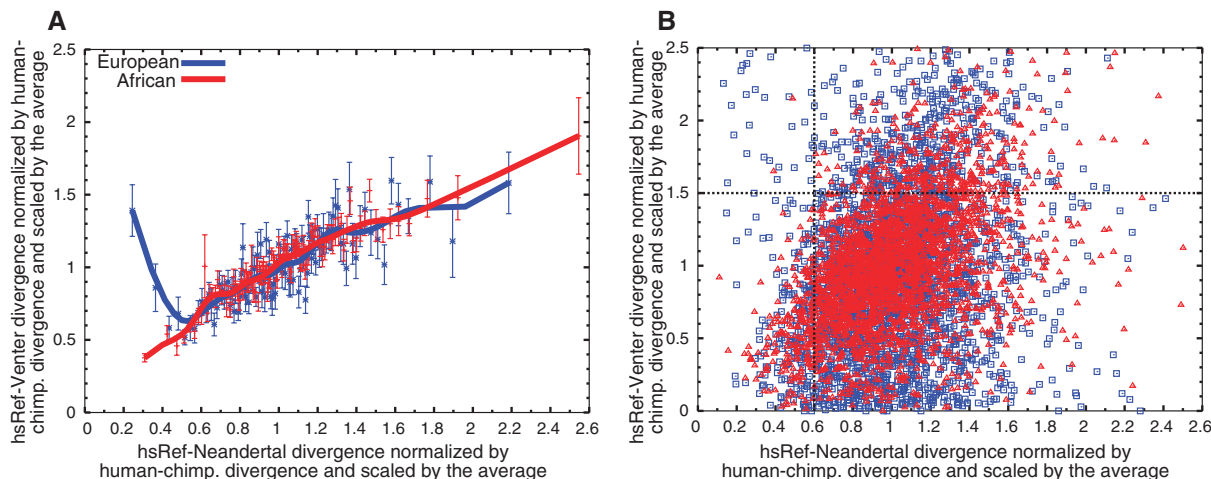 A
hsRef-Venter divergence normalized by human-
chimp. divergence and scaled by the average
2.5
2
1.5
1
0.5
0
European
African
0 0.2 0.4 0.6 0.8 1.0 1.2 1.4 1.6 1.8 2.0 2.2 2.4 2.6
hsRef-Neandertal divergence normalized by
human-chimp. divergence and scaled by the average
B
hsRef-Venter divergence normalized by human-
chimp. divergence and scaled by the average
2.5
2
1.5
1
0.5
0
0 0.2 0.4 0.6 0.8 1.0 1.2 1.4 1.6 1.8 2.0 2.2 2.4 2.6
hsRef-Neandertal divergence normalized by
human-chimp. divergence and scaled by the average